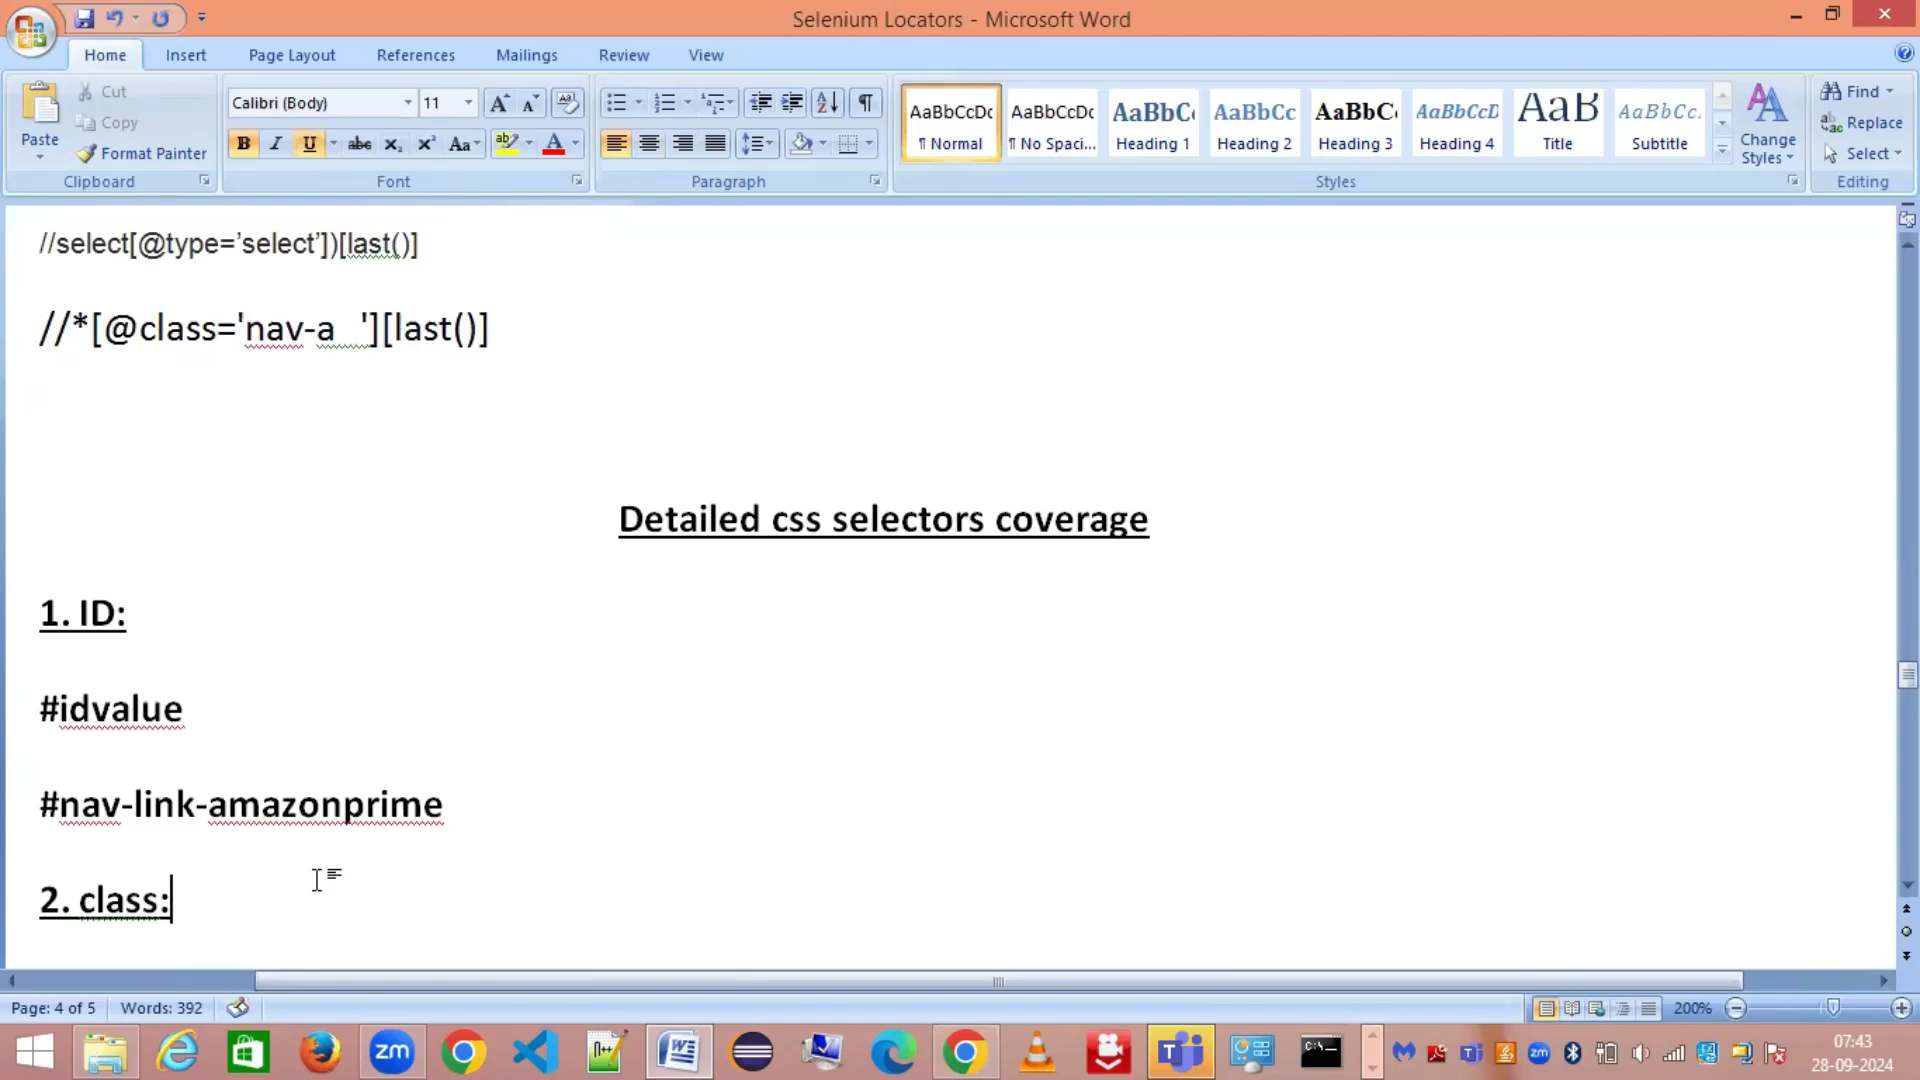 Selenium Locators - Microsoft Word
Home Insert Page Layout References Mailings Review View
Paste
Cut
Copy
Format Painter
Clipboard
Calibri (Body) 11
Font
Paragraph
AaBbCcDc AaBbCcDc AaBbC AaBbCc AaBbC AaBbCcD AaB AaBbCc.
¶ Normal ¶ No Spaci... Heading 1 Heading 2 Heading 3 Heading 4 Title Subtitle
Styles
Change Styles
Find
Replace
Select
Editing
//select[@type=’select’])[last()]
//*[@class='nav-a  '][last()]
Detailed css selectors coverage
1. ID:
#idvalue
#nav-link-amazonprime
2. class:
Page: 4 of 5 Words: 392 200%
07:43
28-09-2024